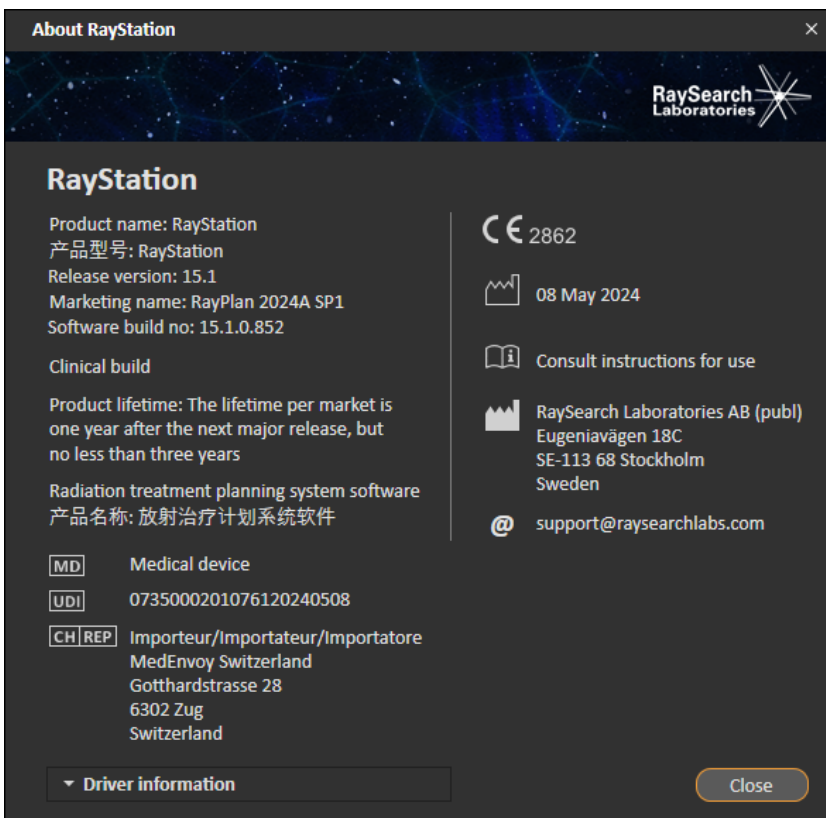 About RayStation
RaySearch
Laboratories
RayStation
Product name: RayStation
产品型号: RayStation
Release version: 15.1
Marketing name: RayPlan 2024A SP1
Software build no: 15.1.0.852
Clinical build
Product lifetime: The lifetime per market is
one year after the next major release, but
no less than three years
Radiation treatment planning system software
产品名称: 放射治疗计划系统软件
MD Medical device
UDI 0735000201076120240508
CH REP Importeur/Importateur/Importatore
MedEnvoy Switzerland
Gotthardstrasse 28
6302 Zug
Switzerland
CE 2862
08 May 2024
Consult instructions for use
RaySearch Laboratories AB (publ)
Eugeniavägen 18C
SE-113 68 Stockholm
Sweden
@ support@raysearchlabs.com
Driver information
Close